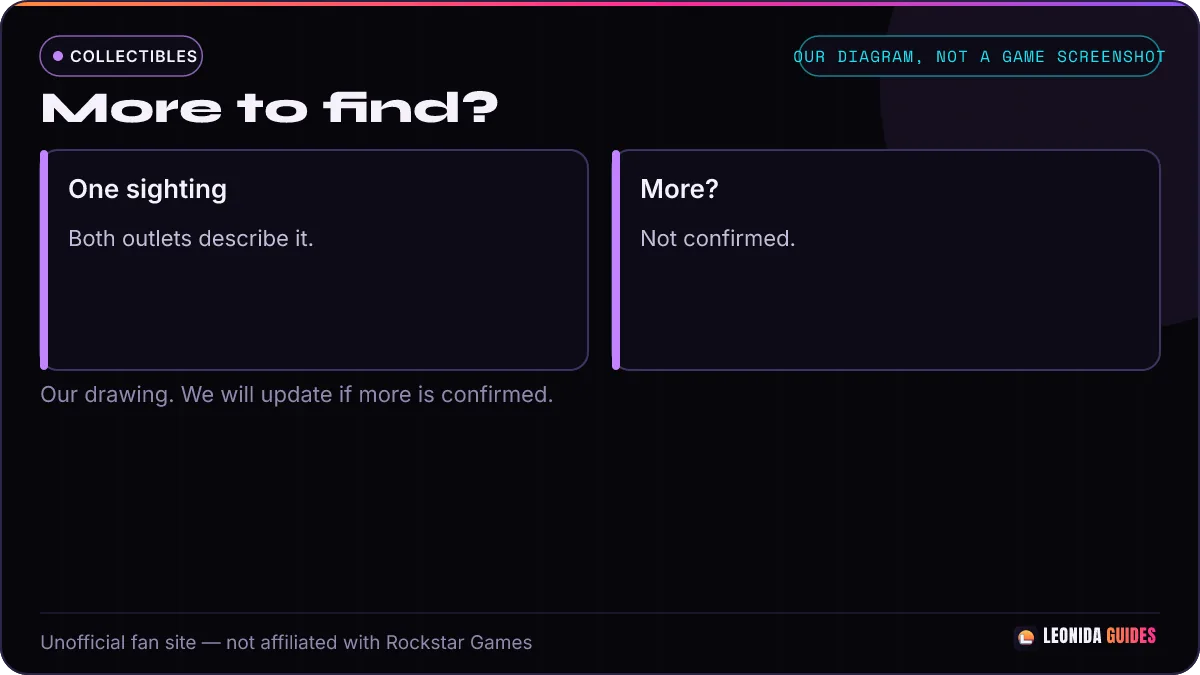 COLLECTIBLES
OUR DIAGRAM, NOT A GAME SCREENSHOT
More to find?
One sighting
Both outlets describe it.
More?
Not confirmed.
Our drawing. We will update if more is confirmed.
Unofficial fan site — not affiliated with Rockstar Games
LEONIDA GUIDES